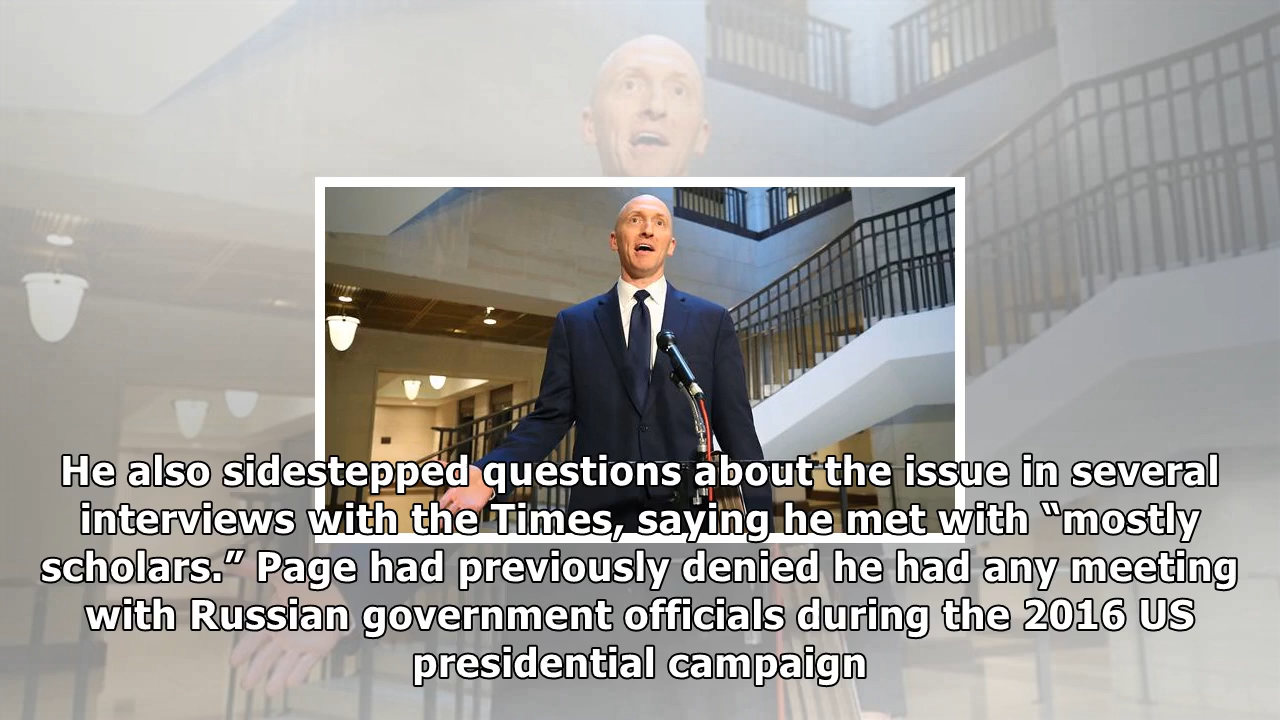 He also sidestepped questions about the issue in several
interviews with the Times, saying he met with “mostly
scholars.” Page had previously denied he had any meeting
with Russian government officials during the 2016 US
presidential campaign